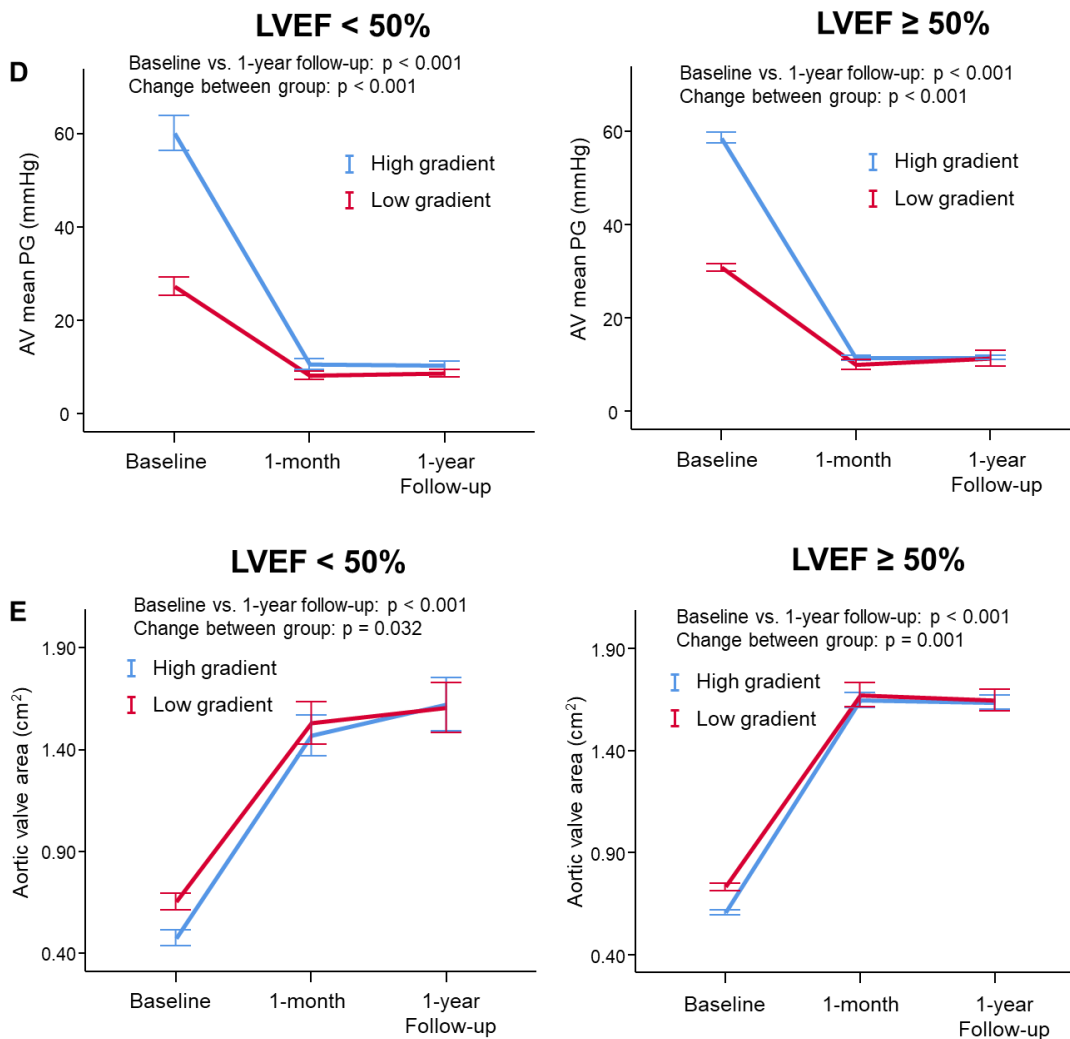 LVEF < 50%
D
Baseline vs. 1-year follow-up: p < 0.001
Change between group: p < 0.001
High gradient
Low gradient
AV mean PG (mmHg)
60
40
20
0
Baseline
1-month
1-year
Follow-up
LVEF ≥ 50%
Baseline vs. 1-year follow-up: p < 0.001
Change between group: p < 0.001
High gradient
Low gradient
AV mean PG (mmHg)
60
40
20
0
Baseline
1-month
1-year
Follow-up
LVEF < 50%
E
Baseline vs. 1-year follow-up: p < 0.001
Change between group: p = 0.032
High gradient
Low gradient
Aortic valve area (cm²)
1.90
1.40
0.90
0.40
Baseline
1-month
1-year
Follow-up
LVEF ≥ 50%
Baseline vs. 1-year follow-up: p < 0.001
Change between group: p = 0.001
High gradient
Low gradient
Aortic valve area (cm²)
1.90
1.40
0.90
0.40
Baseline
1-month
1-year
Follow-up